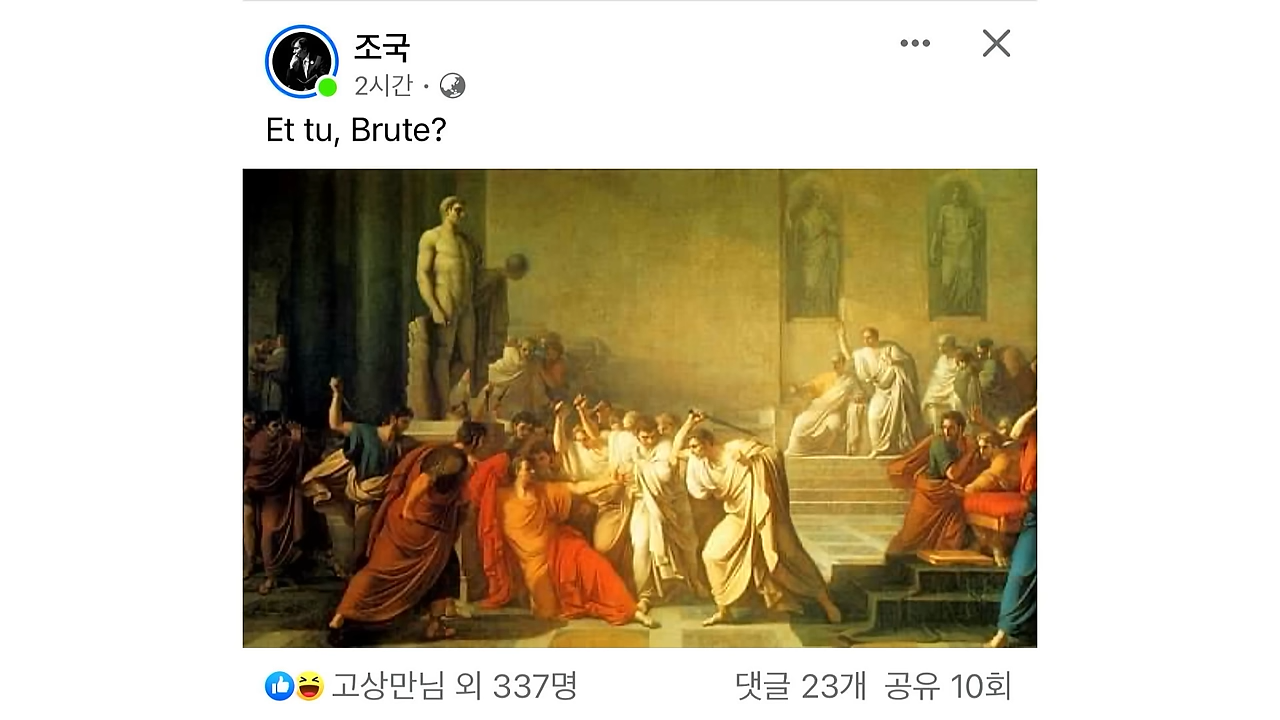 조국
2시간 ·
Et tu, Brute?
고상만님 외 337명
댓글 23개 공유 10회